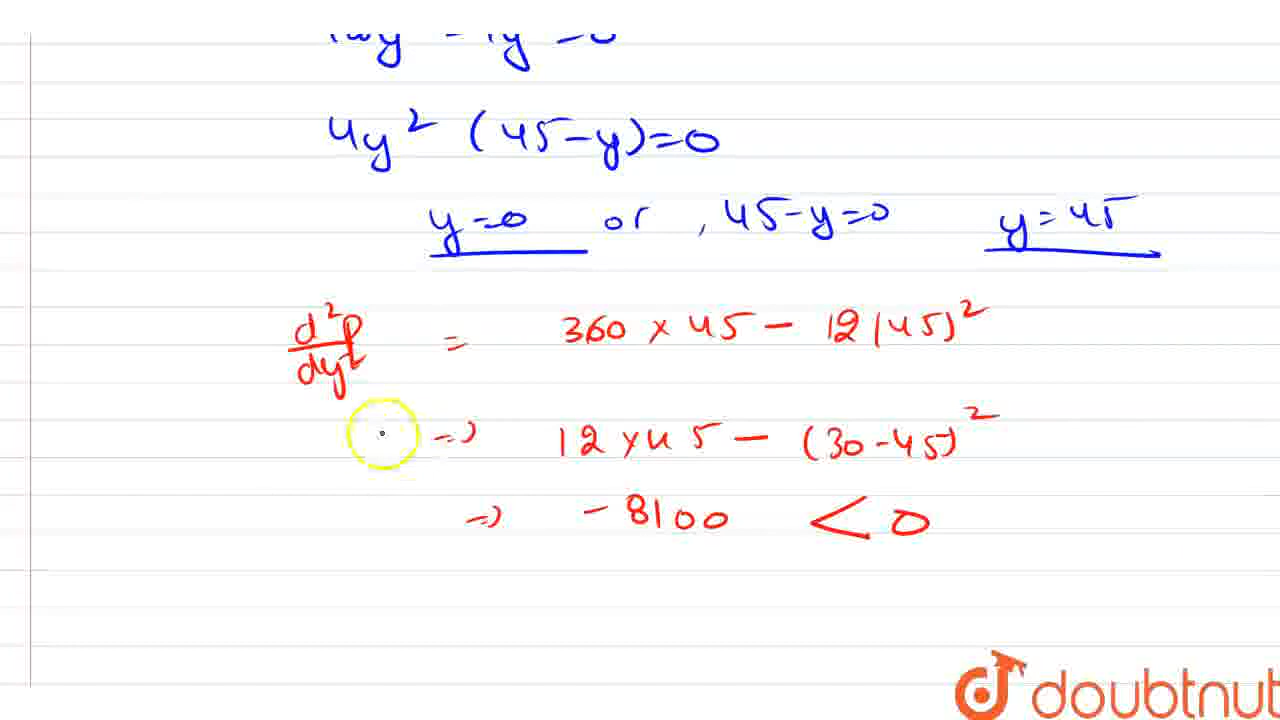 4y² (45-y)=0
y=0 or , 45-y=0 y=45
d²p/dy² = 360 × 45 - 12(45)²
=> 12 × 45 - (30-45)²
=> - 8100 < 0
doubtnut